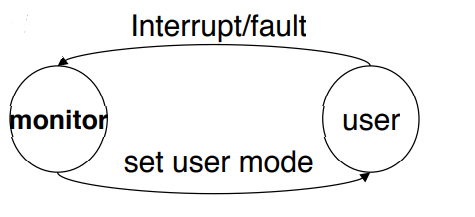 Interrupt/fault
monitor
user
set user mode